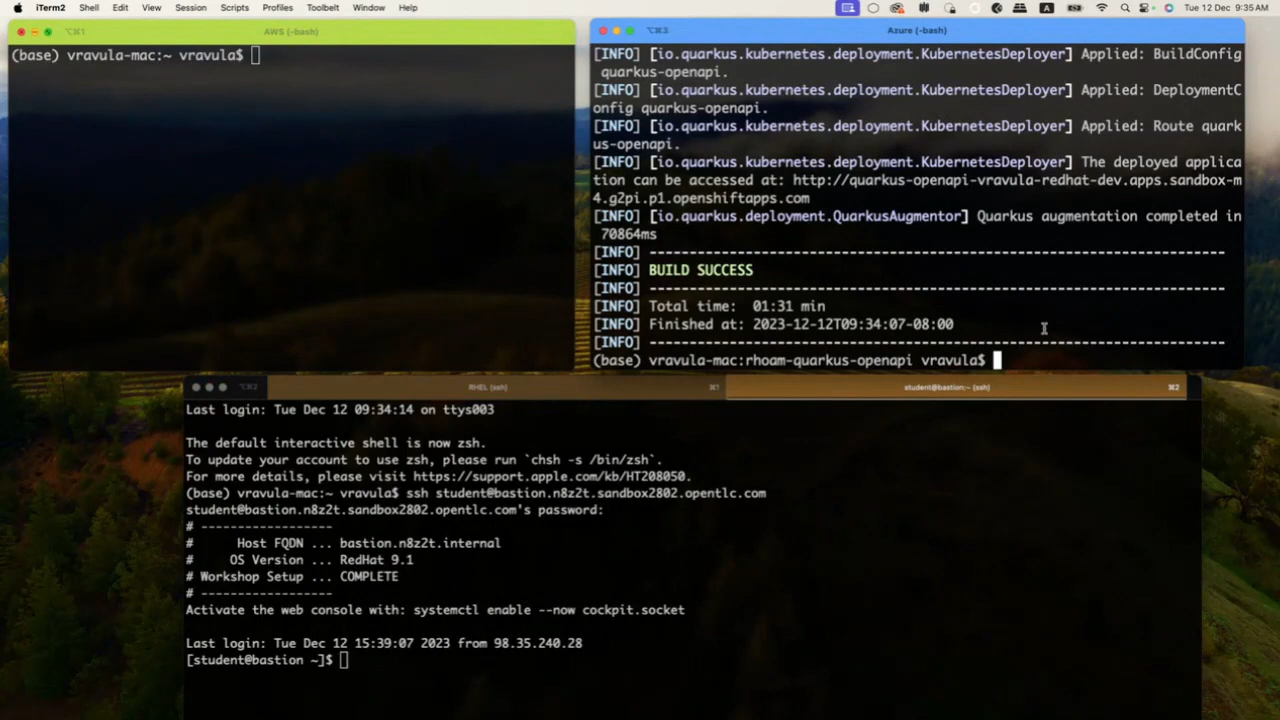 iTerm2 Shell Edit View Session Scripts Profiles Toolbelt Window Help A Tue 12 Dec 9:35 AM
⌥⌘1 AWS (-bash)
(base) vravula-mac:~ vravula$
⌥⌘3 Azure (-bash)
[INFO] [io.quarkus.kubernetes.deployment.KubernetesDeployer] Applied: BuildConfig
quarkus-openapi.
[INFO] [io.quarkus.kubernetes.deployment.KubernetesDeployer] Applied: DeploymentC
onfig quarkus-openapi.
[INFO] [io.quarkus.kubernetes.deployment.KubernetesDeployer] Applied: Route quark
us-openapi.
[INFO] [io.quarkus.kubernetes.deployment.KubernetesDeployer] The deployed applica
tion can be accessed at: http://quarkus-openapi-vravula-redhat-dev.apps.sandbox-m
4.g2pi.p1.openshiftapps.com
[INFO] [io.quarkus.deployment.QuarkusAugmentor] Quarkus augmentation completed in
70864ms
[INFO] ------------------------------------------------------------------------
[INFO] BUILD SUCCESS
[INFO] ------------------------------------------------------------------------
[INFO] Total time:  01:31 min
[INFO] Finished at: 2023-12-12T09:34:07-08:00
[INFO] ------------------------------------------------------------------------
(base) vravula-mac:rhoam-quarkus-openapi vravula$
⌥⌘2 RHEL (ssh) ⌘1 student@bastion:~ (ssh) ⌘2
Last login: Tue Dec 12 09:34:14 on ttys003
The default interactive shell is now zsh.
To update your account to use zsh, please run `chsh -s /bin/zsh`.
For more details, please visit https://support.apple.com/kb/HT208050.
(base) vravula-mac:~ vravula$ ssh student@bastion.n8z2t.sandbox2802.opentlc.com
student@bastion.n8z2t.sandbox2802.opentlc.com's password:
# ------------------
# Host FQDN ... bastion.n8z2t.internal
# OS Version ... RedHat 9.1
# Workshop Setup ... COMPLETE
# ------------------
Activate the web console with: systemctl enable --now cockpit.socket
Last login: Tue Dec 12 15:39:07 2023 from 98.35.240.28
[student@bastion ~]$